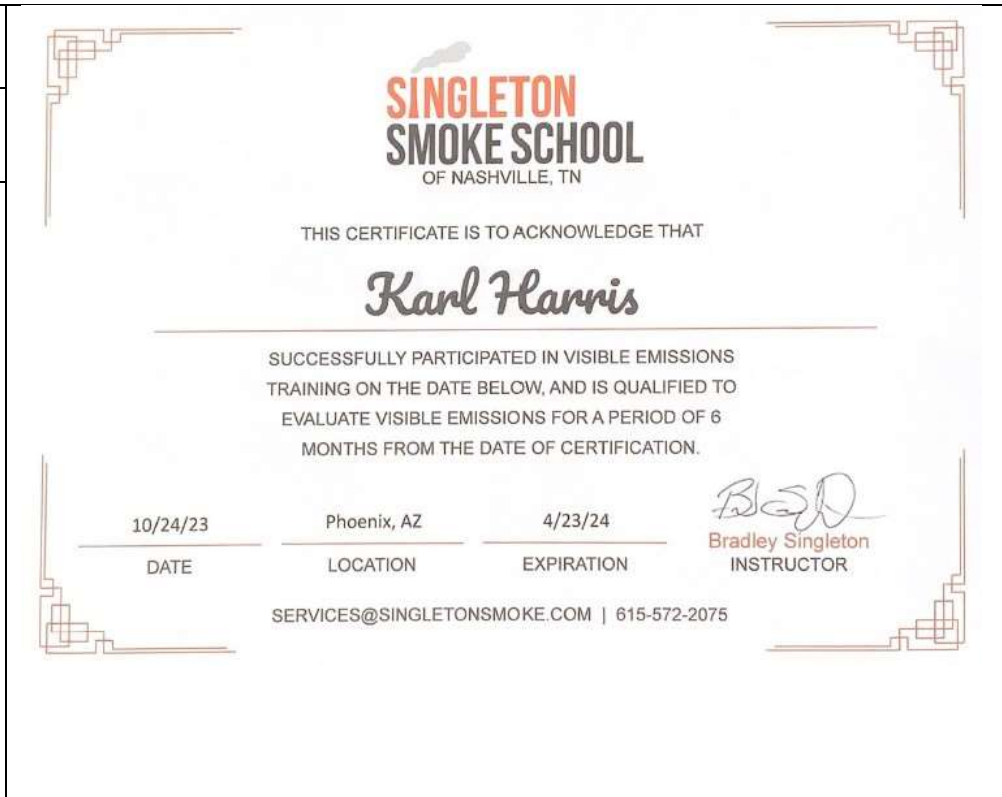 SINGLETON
SMOKE SCHOOL
OF NASHVILLE, TN
THIS CERTIFICATE IS TO ACKNOWLEDGE THAT
Karl Harris
SUCCESSFULLY PARTICIPATED IN VISIBLE EMISSIONS
TRAINING ON THE DATE BELOW, AND IS QUALIFIED TO
EVALUATE VISIBLE EMISSIONS FOR A PERIOD OF 6
MONTHS FROM THE DATE OF CERTIFICATION.
10/24/23 Phoenix, AZ 4/23/24
Bradley Singleton
DATE LOCATION EXPIRATION INSTRUCTOR
SERVICES@SINGLETONSMOKE.COM | 615-572-2075